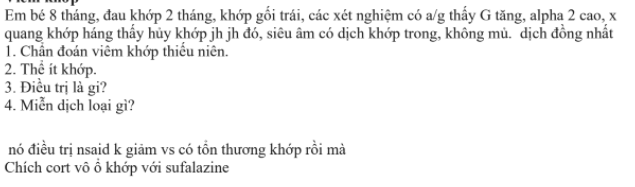 Em bé 8 tháng, đau khớp 2 tháng, khớp gối trái, các xét nghiệm có a/g thấy G tăng, alpha 2 cao, x
quang khớp háng thấy hủy khớp jh jh đó, siêu âm có dịch khớp trong, không mủ. dịch đồng nhất
1. Chẩn đoán viêm khớp thiếu niên.
2. Thể ít khớp.
3. Điều trị là gì?
4. Miễn dịch loại gì?
nó điều trị nsaid k giảm vs có tổn thương khớp rồi mà
Chích cort vô ổ khớp với sufalazine